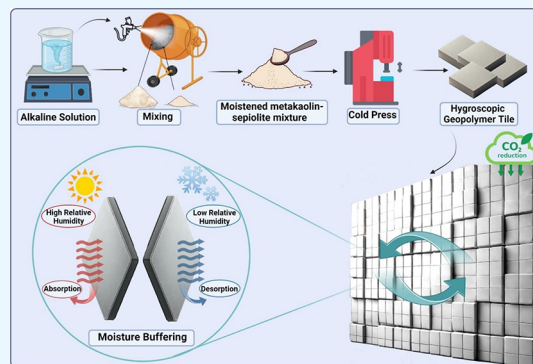 Alkaline Solution
Mixing
Moistened metakaolin-
sepiolite mixture
Cold Press
Hygroscopic
Geopolymer Tile
CO2
reduction
High Relative
Humidity
Low Relative
Humidity
Absorption
Desorption
Moisture Buffering